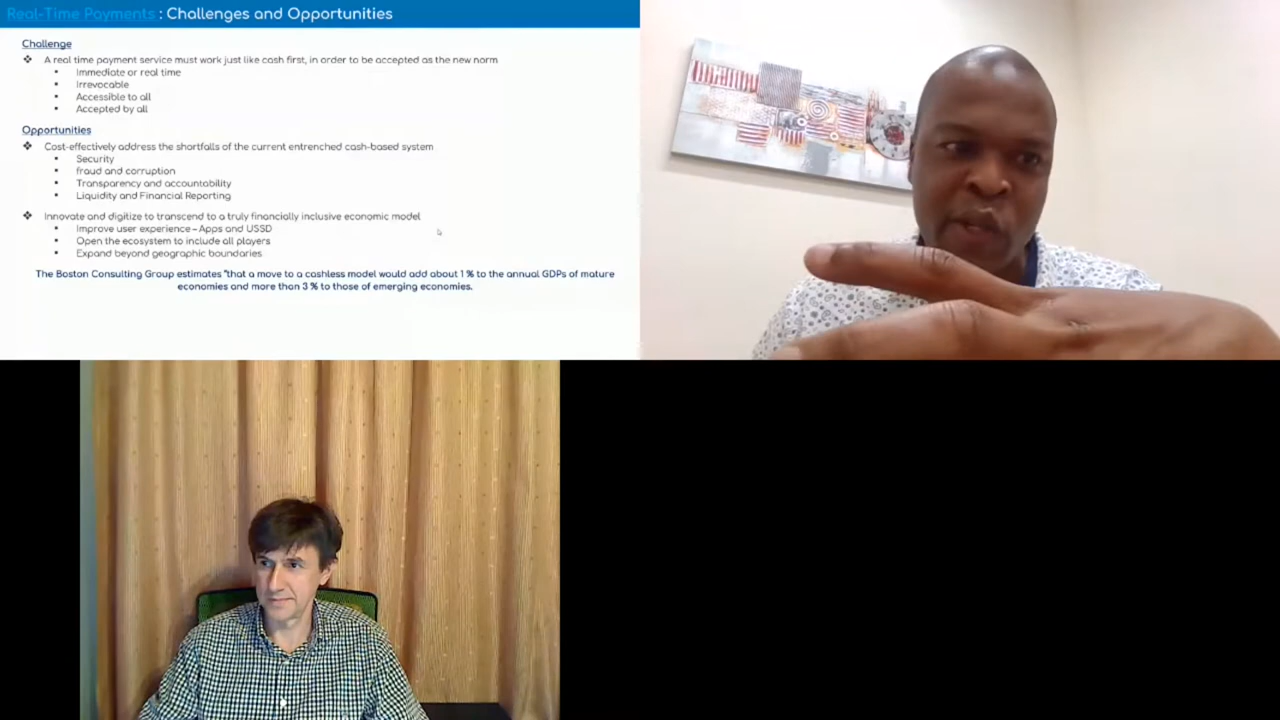 Real-Time Payments : Challenges and Opportunities
Challenge
❖ A real time payment service must work just like cash first, in order to be accepted as the new norm
▪ Immediate or real time
▪ Irrevocable
▪ Accessible to all
▪ Accepted by all
Opportunities
❖ Cost-effectively address the shortfalls of the current entrenched cash-based system
▪ Security
▪ fraud and corruption
▪ Transparency and accountability
▪ Liquidity and Financial Reporting
❖ Innovate and digitize to transcend to a truly financially inclusive economic model
▪ Improve user experience – Apps and USSD
▪ Open the ecosystem to include all players
▪ Expand beyond geographic boundaries
The Boston Consulting Group estimates "that a move to a cashless model would add about 1 % to the annual GDPs of mature
economies and more than 3 % to those of emerging economies.